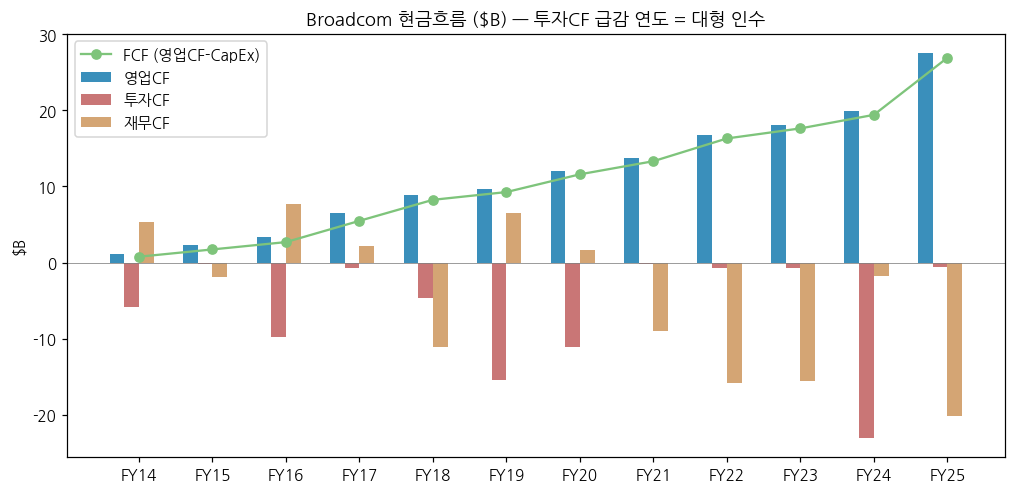 Broadcom 현금흐름 ($B) — 투자CF 급감 연도 = 대형 인수
FCF (영업CF-CapEx)
영업CF
투자CF
재무CF
$B
30
20
10
0
-10
-20
FY14 FY15 FY16 FY17 FY18 FY19 FY20 FY21 FY22 FY23 FY24 FY25